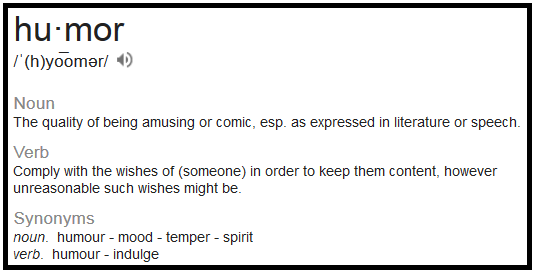 hu·mor
/ˈ(h)yo͞omər/
Noun
The quality of being amusing or comic, esp. as expressed in literature or speech.
Verb
Comply with the wishes of (someone) in order to keep them content, however
unreasonable such wishes might be.
Synonyms
noun. humour - mood - temper - spirit
verb. humour - indulge